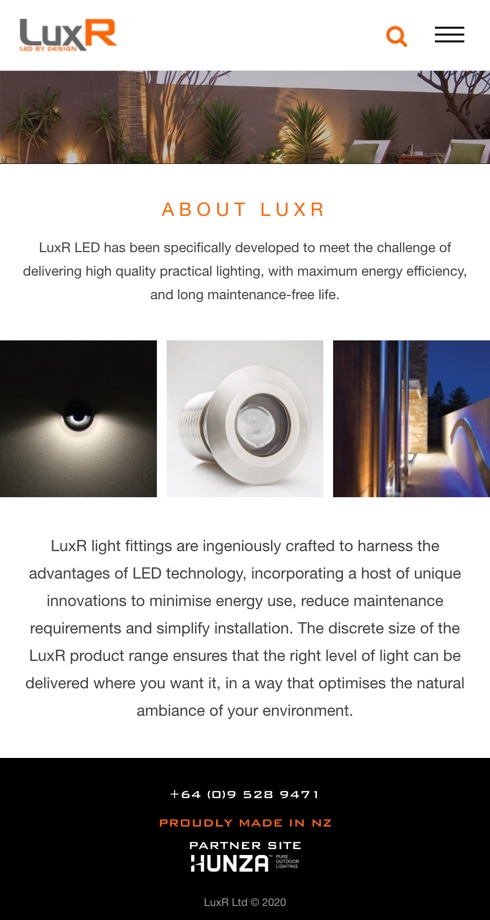 LuxR
LED BY DESIGN
ABOUT LUXR
LuxR LED has been specifically developed to meet the challenge of
delivering high quality practical lighting, with maximum energy efficiency,
and long maintenance-free life.
LuxR light fittings are ingeniously crafted to harness the
advantages of LED technology, incorporating a host of unique
innovations to minimise energy use, reduce maintenance
requirements and simplify installation. The discrete size of the
LuxR product range ensures that the right level of light can be
delivered where you want it, in a way that optimises the natural
ambiance of your environment.
+64 (0)9 528 9471
PROUDLY MADE IN NZ
PARTNER SITE
HUNZA™ PURE OUTDOOR LIGHTING
LuxR Ltd © 2020